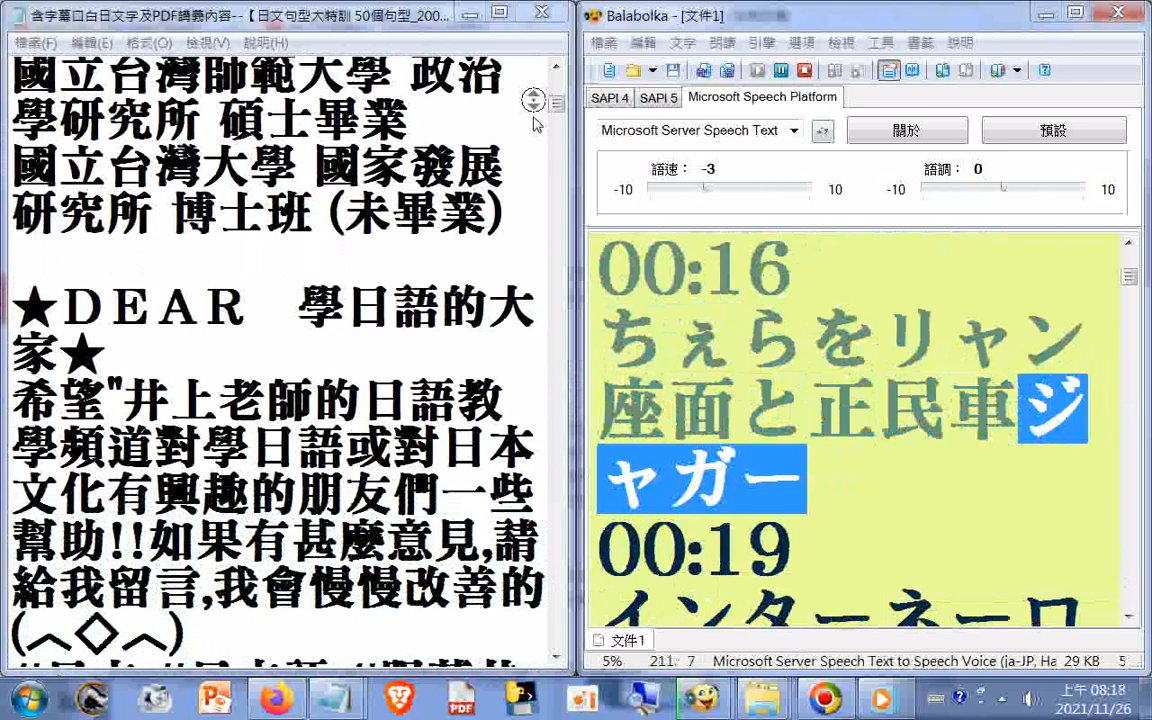 含字幕口白日文字及PDF講義內容--【日文句型大特訓 50個句型_200...
檔案(F) 編輯(E) 格式(O) 檢視(V) 說明(H)
國立台灣師範大學 政治
學研究所 碩士畢業
國立台灣大學 國家發展
研究所 博士班 (未畢業)
★ＤＥＡＲ　學日語的大
家★
希望"井上老師的日語教
學頻道對學日語或對日本
文化有興趣的朋友們一些
幫助!!如果有甚麼意見,請
給我留言,我會慢慢改善的
(︿◇︿)
Balabolka - [文件1]
檔案 編輯 文字 朗讀 引擎 選項 檢視 工具 書籤 說明
SAPI 4 SAPI 5 Microsoft Speech Platform
Microsoft Server Speech Text 關於 預設
語速： -3 語調： 0
-10 10 -10 10
00:16
ちぇらをリャン
座面と正民車ジ
ャガー
00:19
インターネーロ
文件1
5% 211: 7 Microsoft Server Speech Text to Speech Voice (ja-JP, Ha 29 KB 5
上午 08:18
2021/11/26